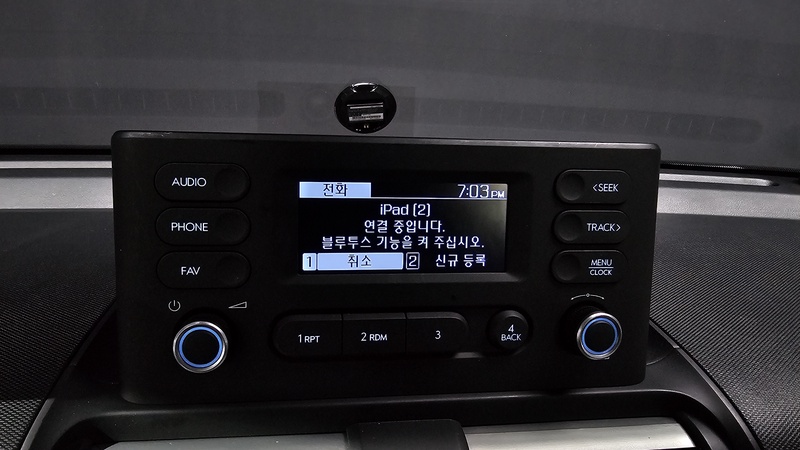 AUDIO
PHONE
FAV
전화 7:03 PM
iPad (2)
연결 중입니다.
블루투스 기능을 켜 주십시오.
1 취소 2 신규 등록
<SEEK
TRACK>
MENU
CLOCK
1 RPT
2 RDM
3
4
BACK